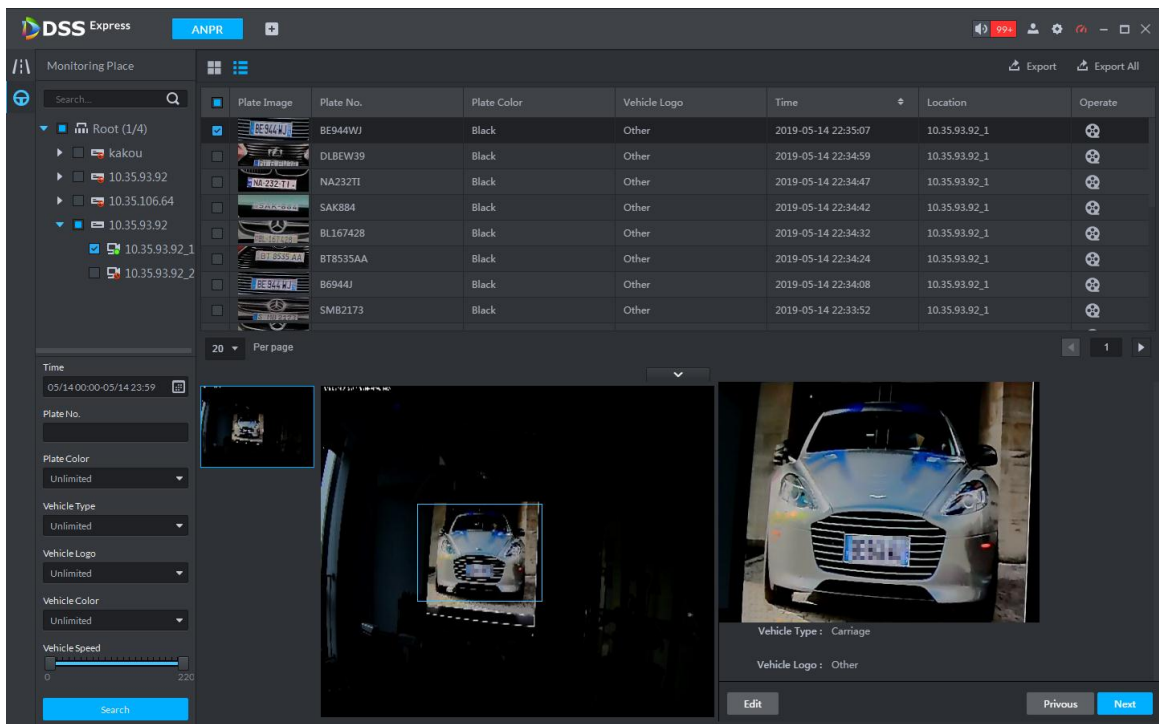 DSS Express
ANPR
99+
Monitoring Place
Export
Export All
Search...
Root (1/4)
kakou
10.35.93.92
10.35.106.64
10.35.93.92
10.35.93.92_1
10.35.93.92_2
Plate Image Plate No. Plate Color Vehicle Logo Time Location Operate
BE944WJ BE944WJ Black Other 2019-05-14 22:35:07 10.35.93.92_1
DLBEW39 Black Other 2019-05-14 22:34:59 10.35.93.92_1
NA-232-TI NA232TI Black Other 2019-05-14 22:34:47 10.35.93.92_1
SAK884 Black Other 2019-05-14 22:34:42 10.35.93.92_1
BL167428 Black Other 2019-05-14 22:34:32 10.35.93.92_1
BT 8535 AA BT8535AA Black Other 2019-05-14 22:34:24 10.35.93.92_1
BE 944 WJ B6944J Black Other 2019-05-14 22:34:08 10.35.93.92_1
SMB2173 Black Other 2019-05-14 22:33:52 10.35.93.92_1
20 Per page
1
Time
05/14 00:00-05/14 23:59
Plate No.
Plate Color
Unlimited
Vehicle Type
Unlimited
Vehicle Logo
Unlimited
Vehicle Color
Unlimited
Vehicle Speed
0 220
Search
Vehicle Type : Carriage
Vehicle Logo : Other
Edit
Privous
Next